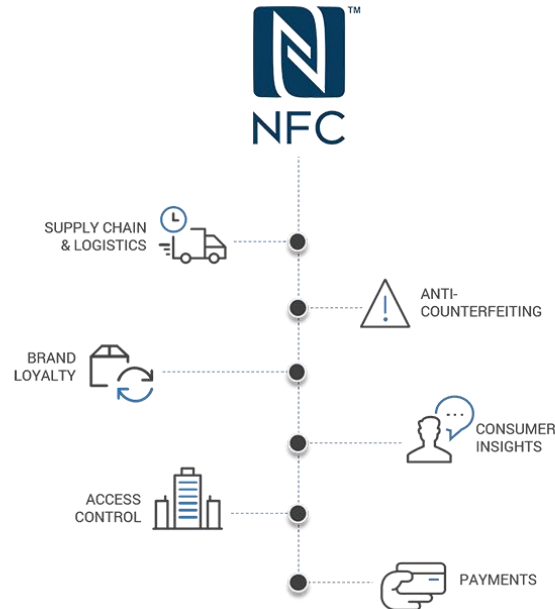 TM
NFC
SUPPLY CHAIN
& LOGISTICS
ANTI-
COUNTERFEITING
BRAND
LOYALTY
CONSUMER
INSIGHTS
ACCESS
CONTROL
PAYMENTS